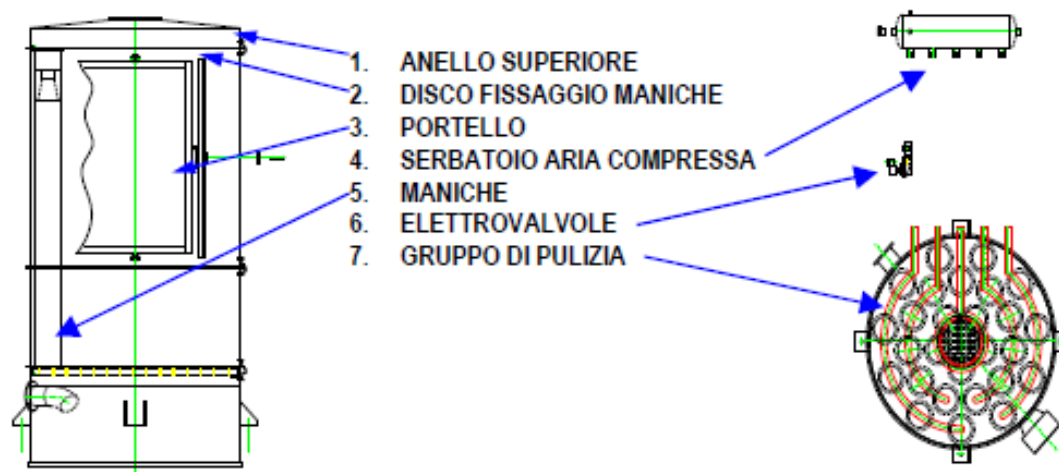 1. ANELLO SUPERIORE
2. DISCO FISSAGGIO MANICHE
3. PORTELLO
4. SERBATOIO ARIA COMPRESSA
5. MANICHE
6. ELETTROVALVOLE
7. GRUPPO DI PULIZIA